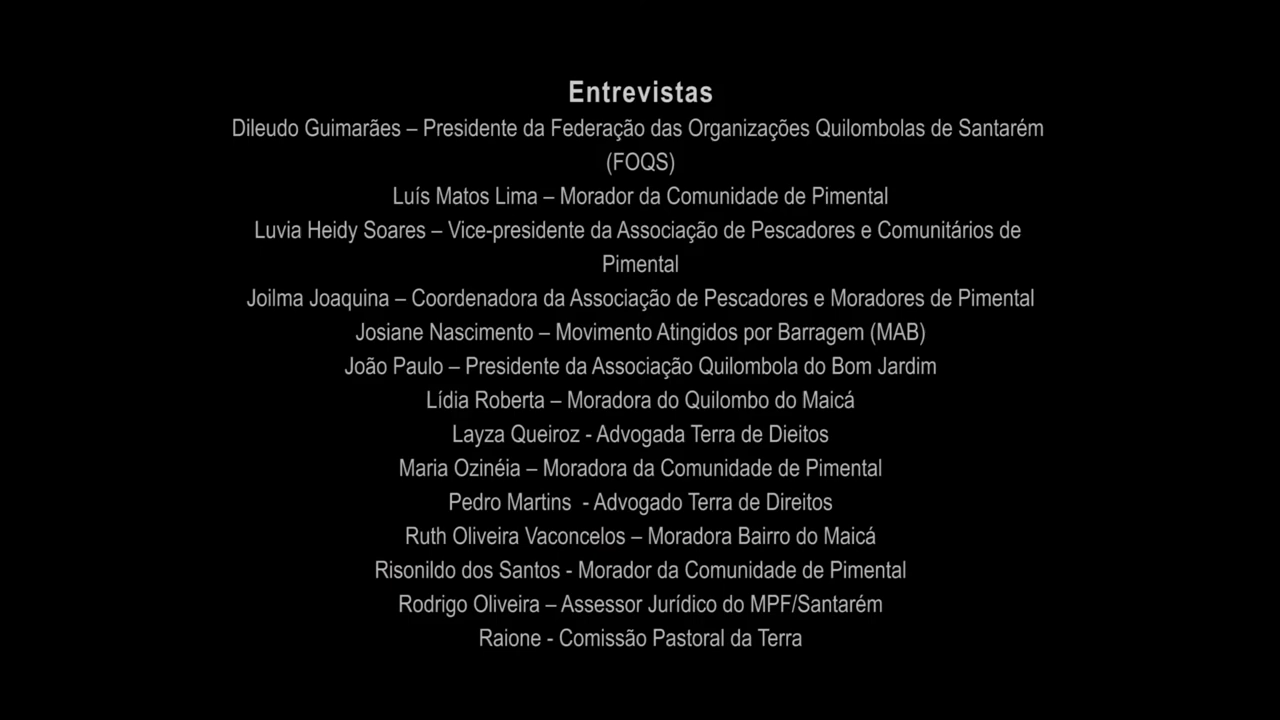 Entrevistas
Dileudo Guimarães – Presidente da Federação das Organizações Quilombolas de Santarém
(FOQS)
Luís Matos Lima – Morador da Comunidade de Pimental
Luvia Heidy Soares – Vice-presidente da Associação de Pescadores e Comunitários de
Pimental
Joilma Joaquina – Coordenadora da Associação de Pescadores e Moradores de Pimental
Josiane Nascimento – Movimento Atingidos por Barragem (MAB)
João Paulo – Presidente da Associação Quilombola do Bom Jardim
Lídia Roberta – Moradora do Quilombo do Maicá
Layza Queiroz - Advogada Terra de Dieitos
Maria Ozinéia – Moradora da Comunidade de Pimental
Pedro Martins  - Advogado Terra de Direitos
Ruth Oliveira Vaconcelos – Moradora Bairro do Maicá
Risonildo dos Santos - Morador da Comunidade de Pimental
Rodrigo Oliveira – Assessor Jurídico do MPF/Santarém
Raione - Comissão Pastoral da Terra